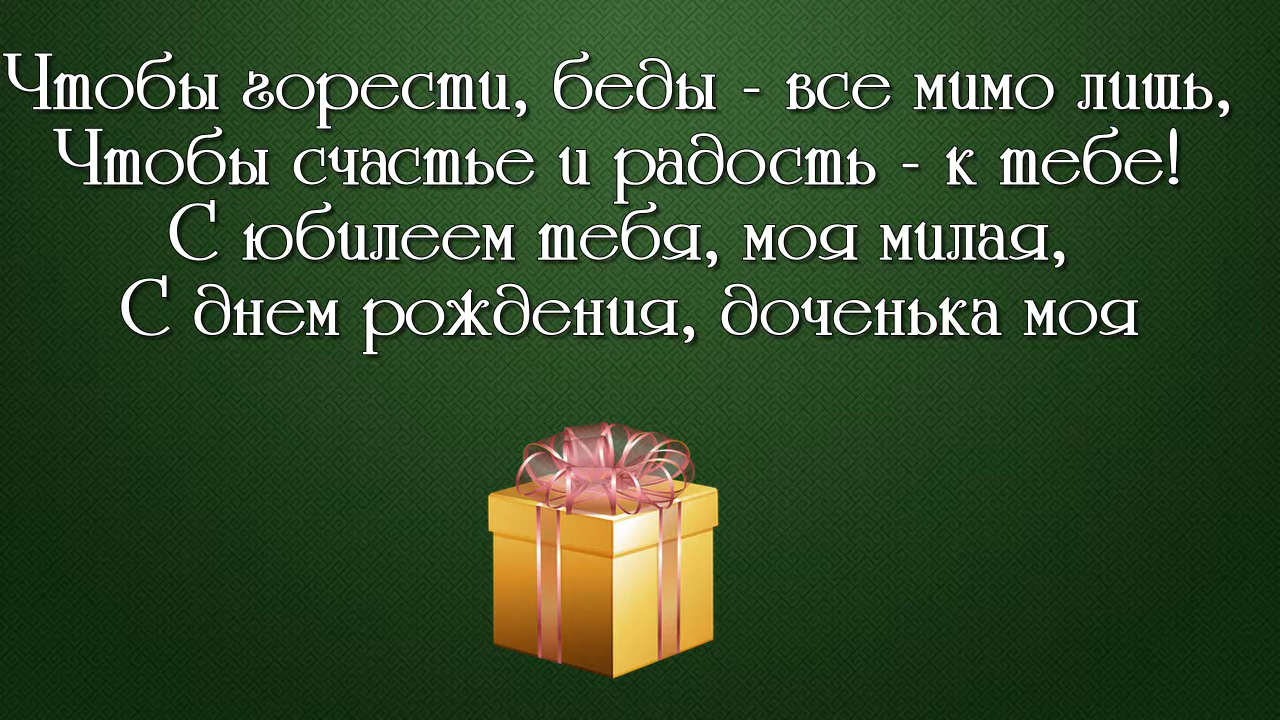 Чтобы горести, беды - все мимо лишь,
Чтобы счастье и радость - к тебе!
С юбилеем тебя, моя милая,
С днем рождения, доченька моя